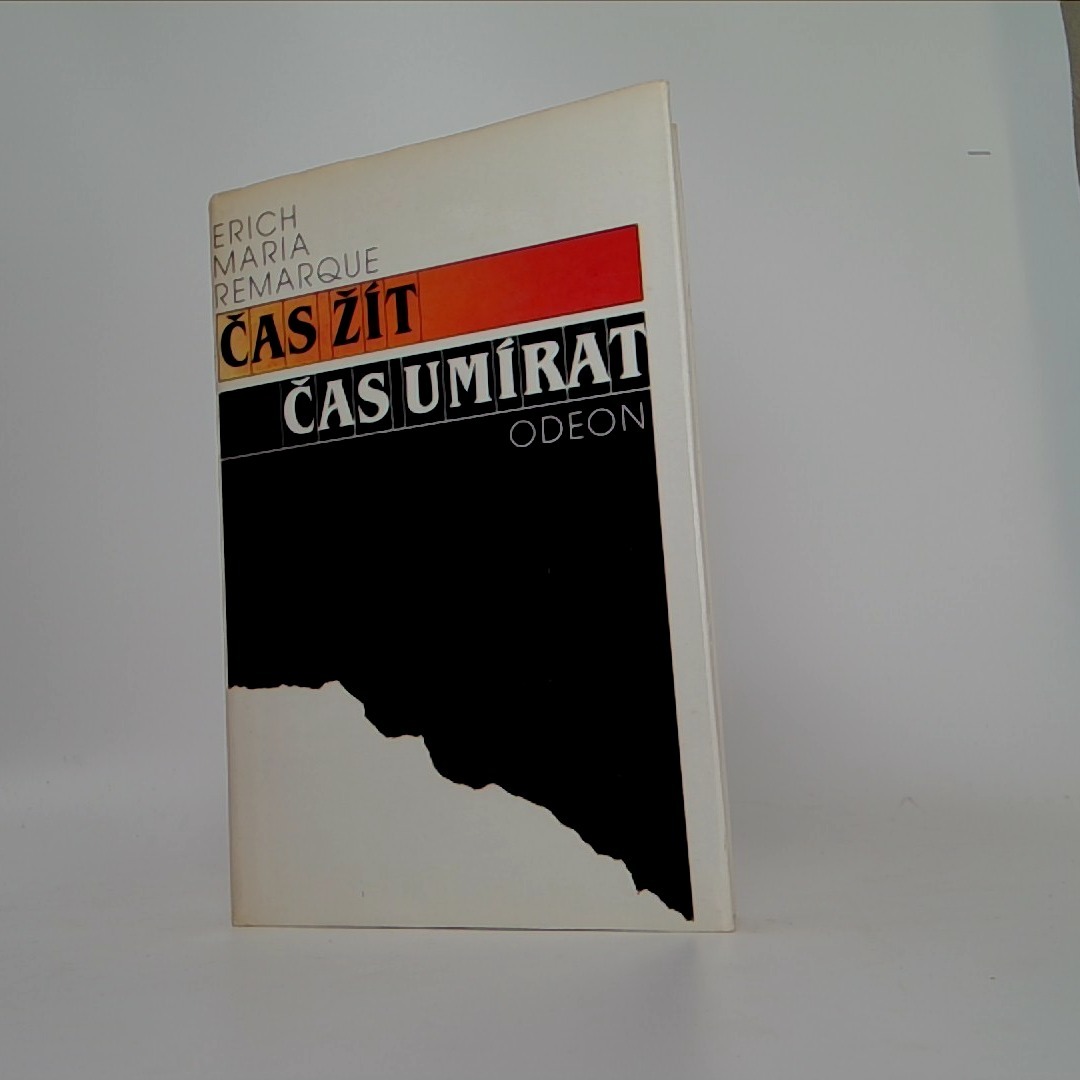 ERICH
MARIA
REMARQUE
ČAS ŽÍT
ČAS UMÍRAT
ODEON